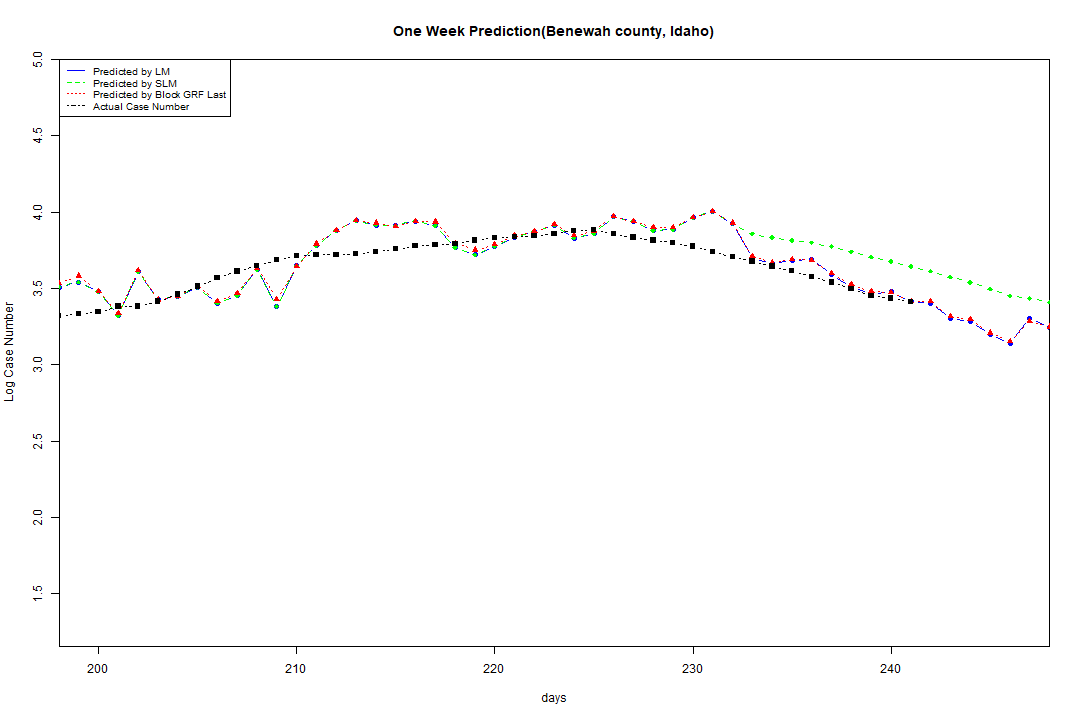 One Week Prediction(Benewah county, Idaho)
Predicted by LM
Predicted by SLM
Predicted by Block GRF Last
Actual Case Number
5.0
4.5
4.0
3.5
3.0
2.5
2.0
1.5
Log Case Number
200 210 220 230 240
days